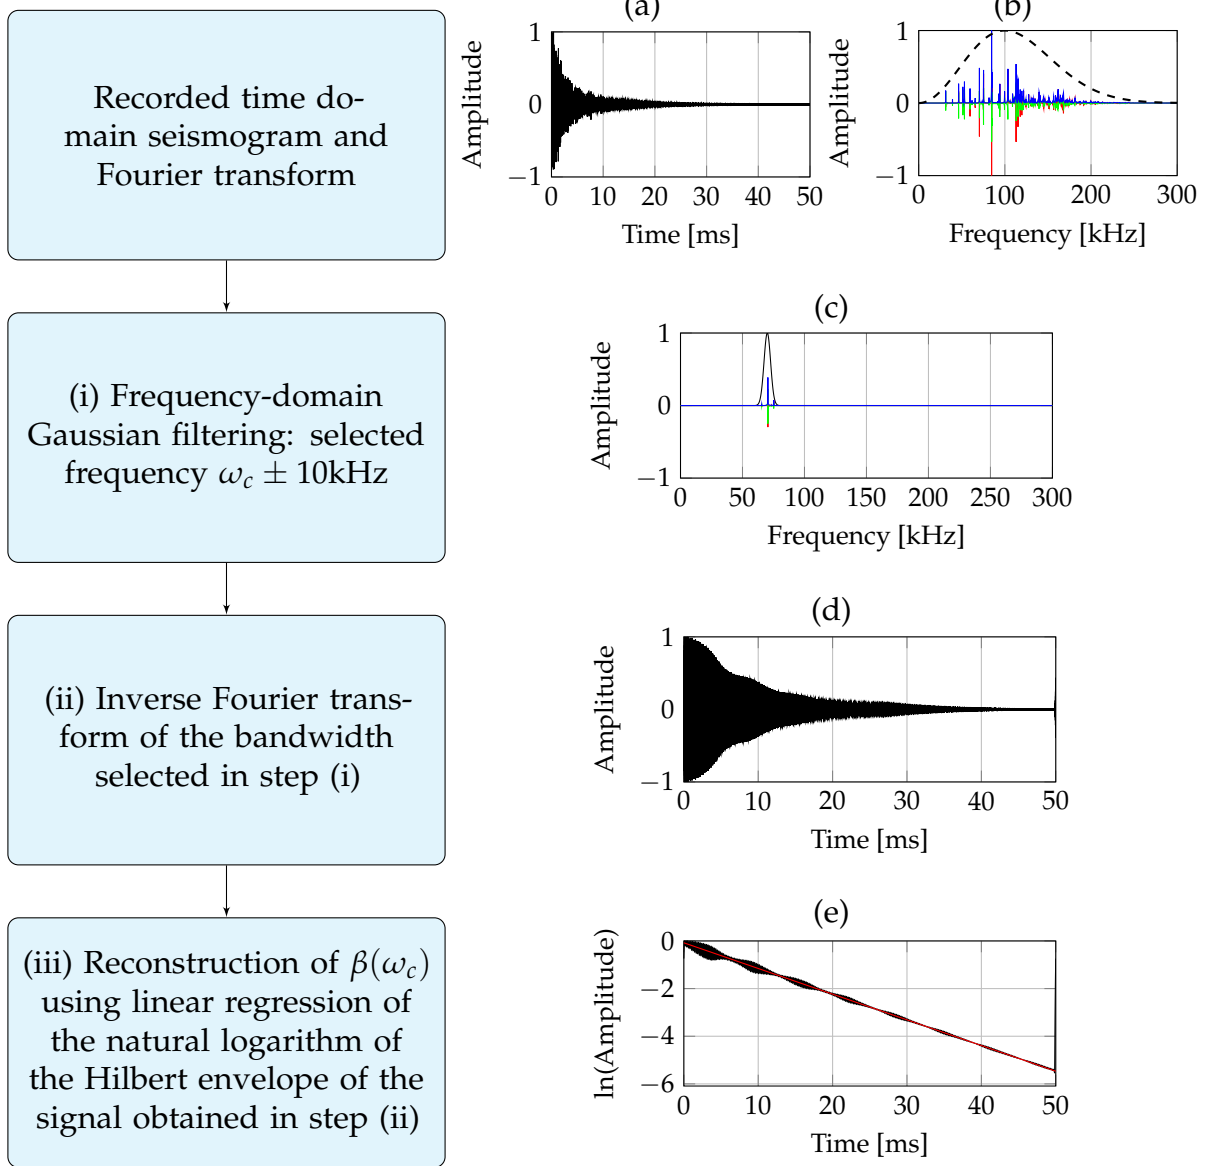 Recorded time do-
main seismogram and
Fourier transform
(i) Frequency-domain
Gaussian filtering: selected
frequency ω_c ± 10kHz
(ii) Inverse Fourier trans-
form of the bandwidth
selected in step (i)
(iii) Reconstruction of β(ω_c)
using linear regression of
the natural logarithm of
the Hilbert envelope of the
signal obtained in step (ii)
(a)
Amplitude
1
0
−1
0 10 20 30 40 50
Time [ms]
(b)
Amplitude
1
0
−1
0 100 200 300
Frequency [kHz]
(c)
Amplitude
1
0
−1
0 50 100 150 200 250 300
Frequency [kHz]
(d)
Amplitude
1
0
−1
0 10 20 30 40 50
Time [ms]
(e)
ln(Amplitude)
0
−2
−4
−6
0 10 20 30 40 50
Time [ms]